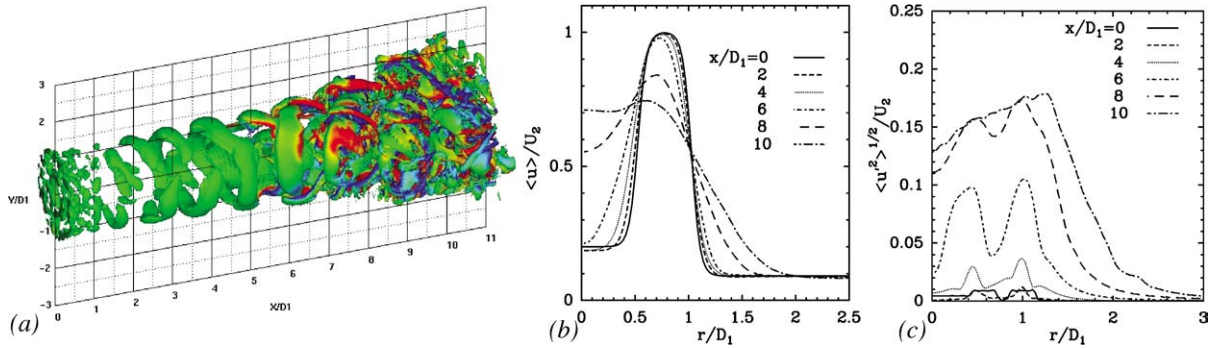 3
2
1
Y/D1
-1
-2
-3
0 1 2 3 4 5 6 7 8 9 10 11
X/D1
(a)
<u>/U₂
1
0.5
0
x/D₁=0
2
4
6
8
10
0 0.5 1 1.5 2 2.5
r/D₁
(b)
<u'²>¹/²/U₂
0.25
0.2
0.15
0.1
0.05
0
x/D₁=0
2
4
6
8
10
0 1 2 3
r/D₁
(c)